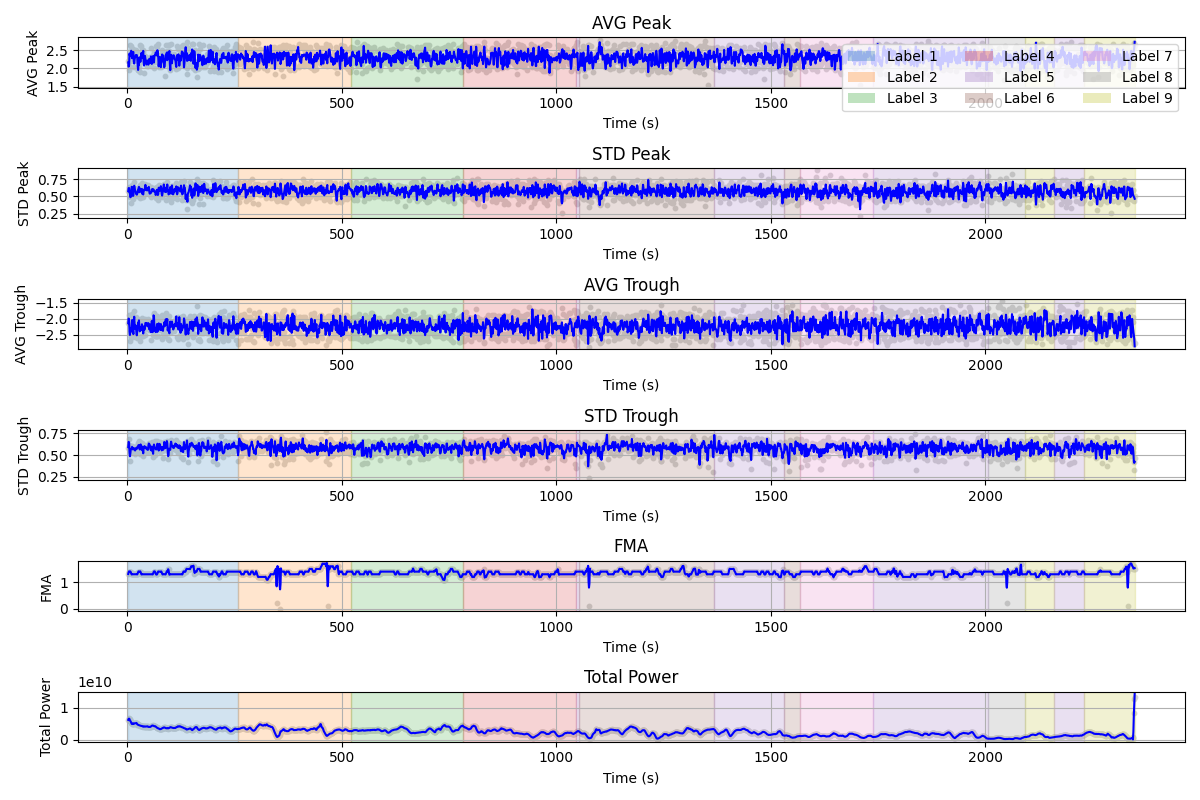 AVG Peak
AVG Peak
2.5
2.0
1.5
0 500 1000 1500 2000
Time (s)
Label 1 Label 4 Label 7
Label 2 Label 5 Label 8
Label 3 Label 6 Label 9
STD Peak
STD Peak
0.75
0.50
0.25
0 500 1000 1500 2000
Time (s)
AVG Trough
AVG Trough
−1.5
−2.0
−2.5
0 500 1000 1500 2000
Time (s)
STD Trough
STD Trough
0.75
0.50
0.25
0 500 1000 1500 2000
Time (s)
FMA
FMA
1
0
0 500 1000 1500 2000
Time (s)
Total Power
1e10
Total Power
1
0
0 500 1000 1500 2000
Time (s)